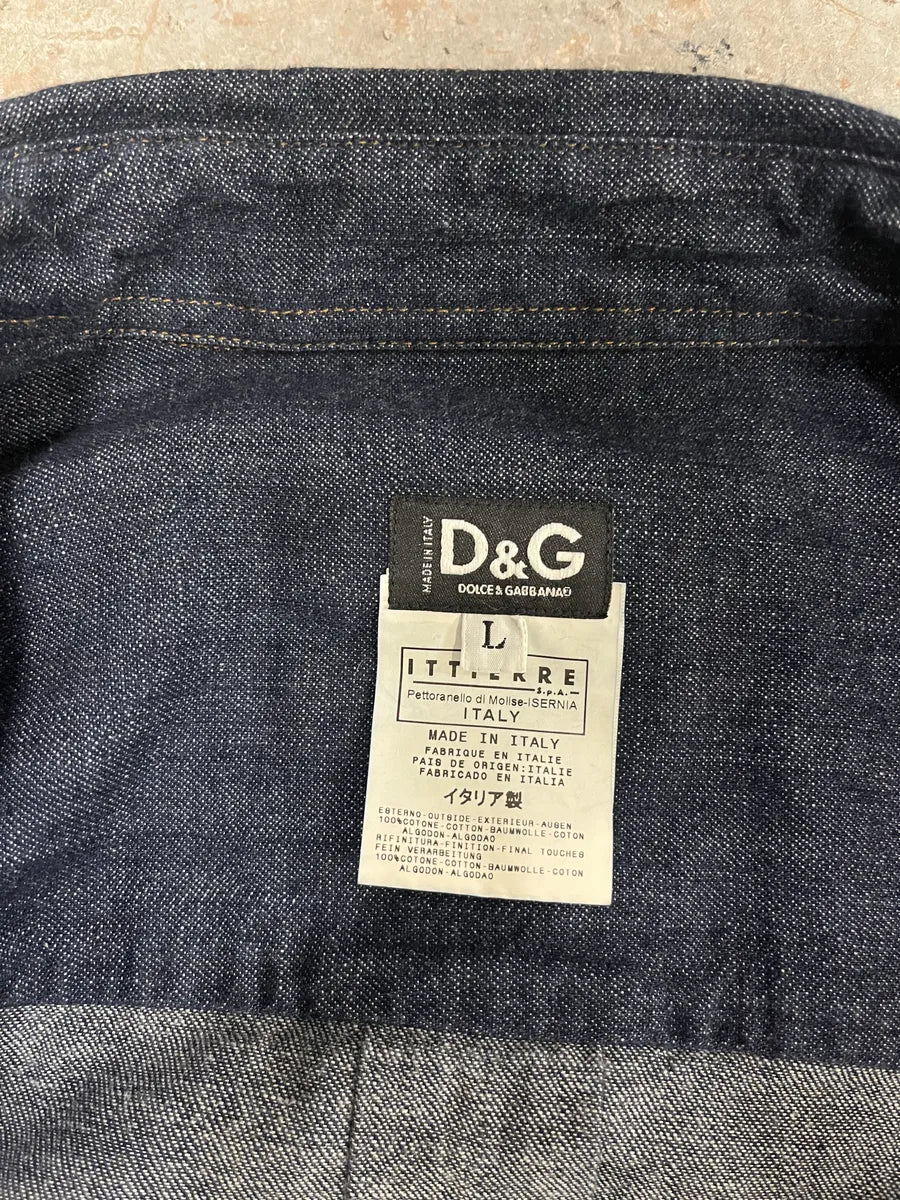 MADE IN ITALY
D&G
DOLCE & GABBANA
L
ITTIERRE
S.p.A.
Pettoranello di Molise-ISERNIA
ITALY
MADE IN ITALY
FABRIQUE EN ITALIE
PAIS DE ORIGEN:ITALIE
FABRICADO EN ITALIA
イタリア製
ESTERNO-OUTSIDE-EXTERIEUR-AUßEN
100%COTONE-COTTON-BAUMWOLLE-COTON
ALGODON-ALGODAO
RIFINITURA-FINITION-FINAL TOUCHES
FEIN VERARBEITUNG
100%COTONE-COTTON-BAUMWOLLE-COTON
ALGODON-ALGODAO